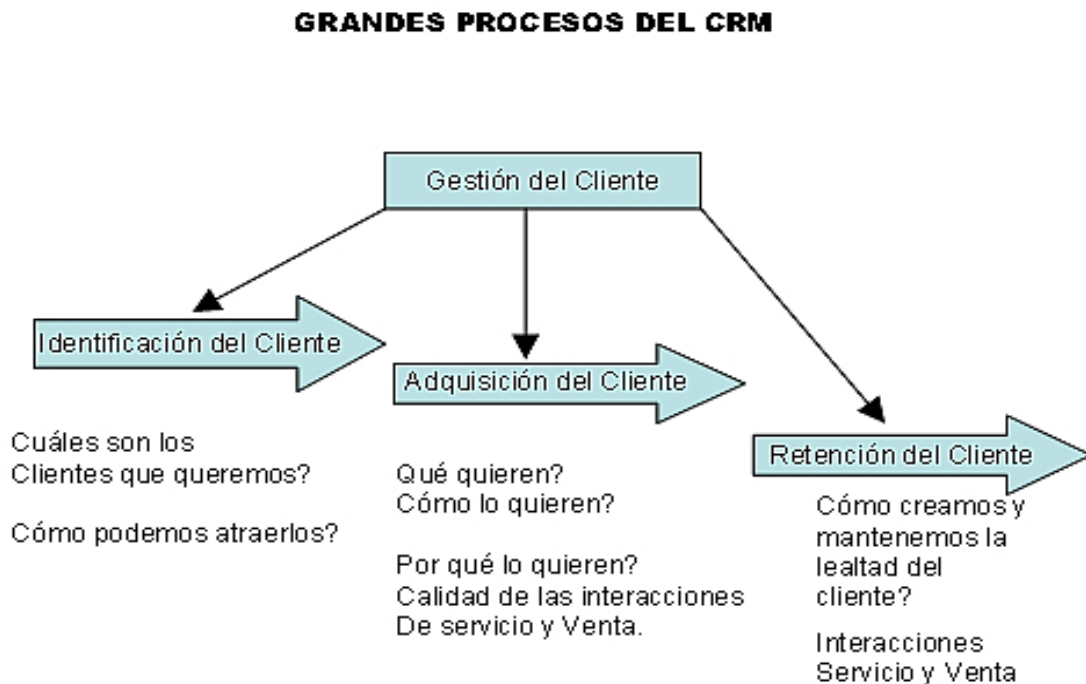 GRANDES PROCESOS DEL CRM
Gestión del Cliente
Identificación del Cliente
Cuáles son los
Clientes que queremos?
Cómo podemos atraerlos?
Adquisición del Cliente
Qué quieren?
Cómo lo quieren?
Por qué lo quieren?
Calidad de las interacciones
De servicio y Venta.
Retención del Cliente
Cómo creamos y
mantenemos la
lealtad del
cliente?
Interacciones
Servicio y Venta